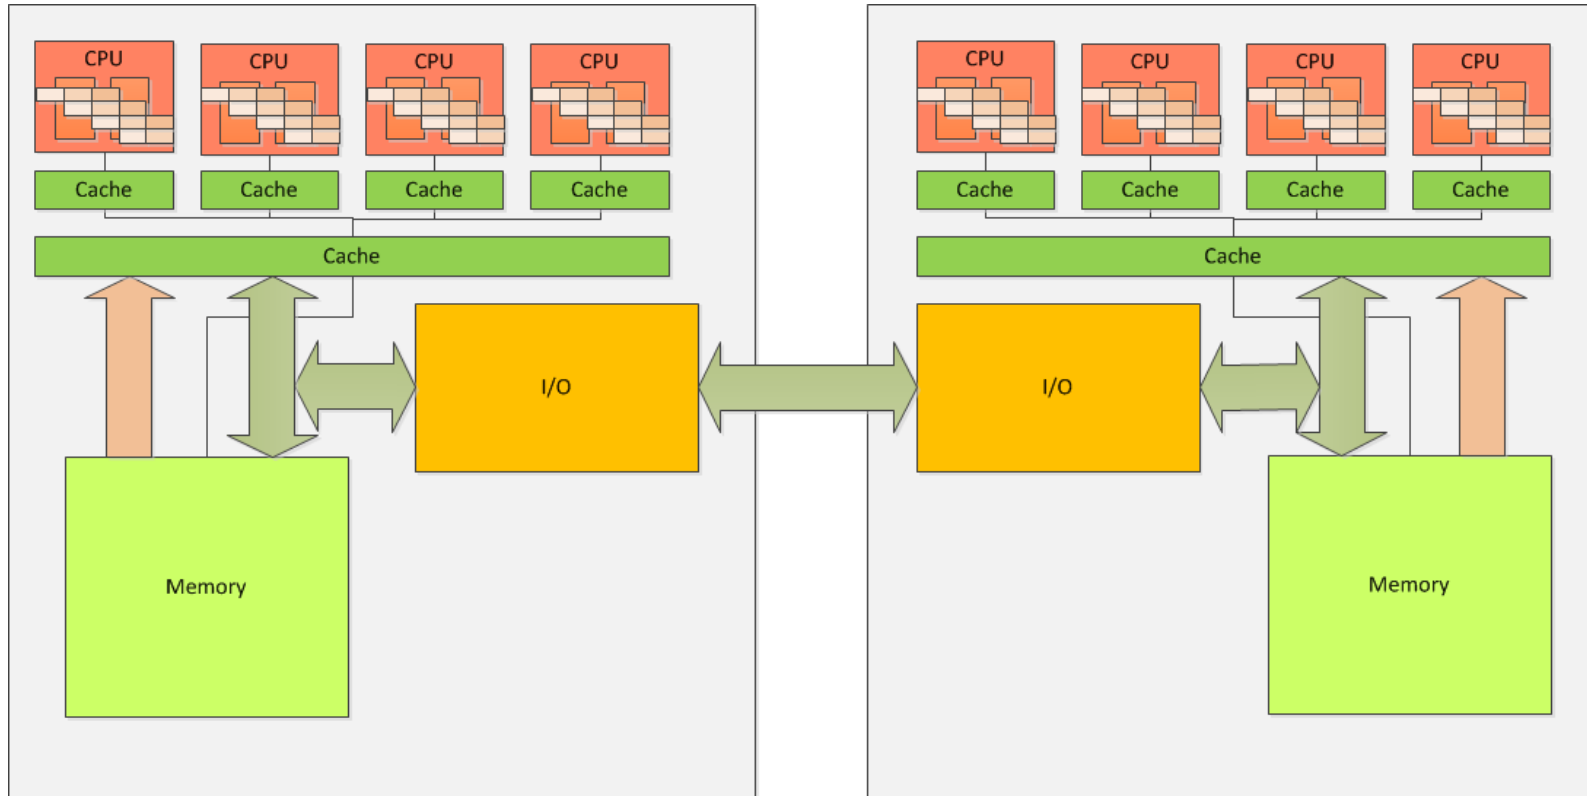 CPU CPU CPU CPU CPU CPU CPU CPU
Cache Cache Cache Cache Cache Cache Cache Cache
Cache Cache
I/O I/O
Memory Memory